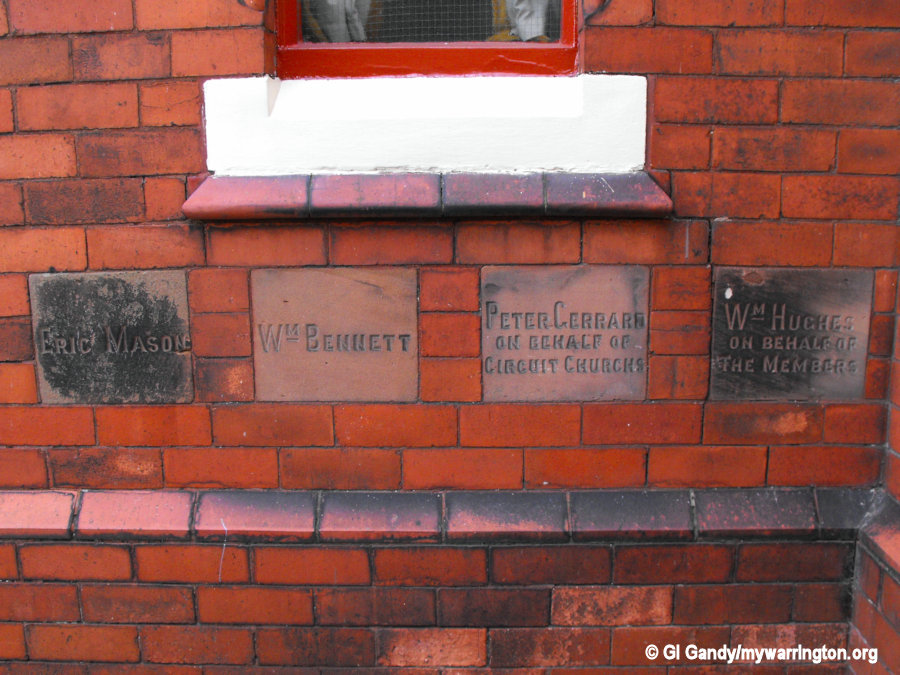 Eric Mason
Wm Bennett
Peter Gerrard
on behalf of
Circuit Churchs
Wm Hughes
on behalf of
the Members
© GI Gandy/mywarrington.org